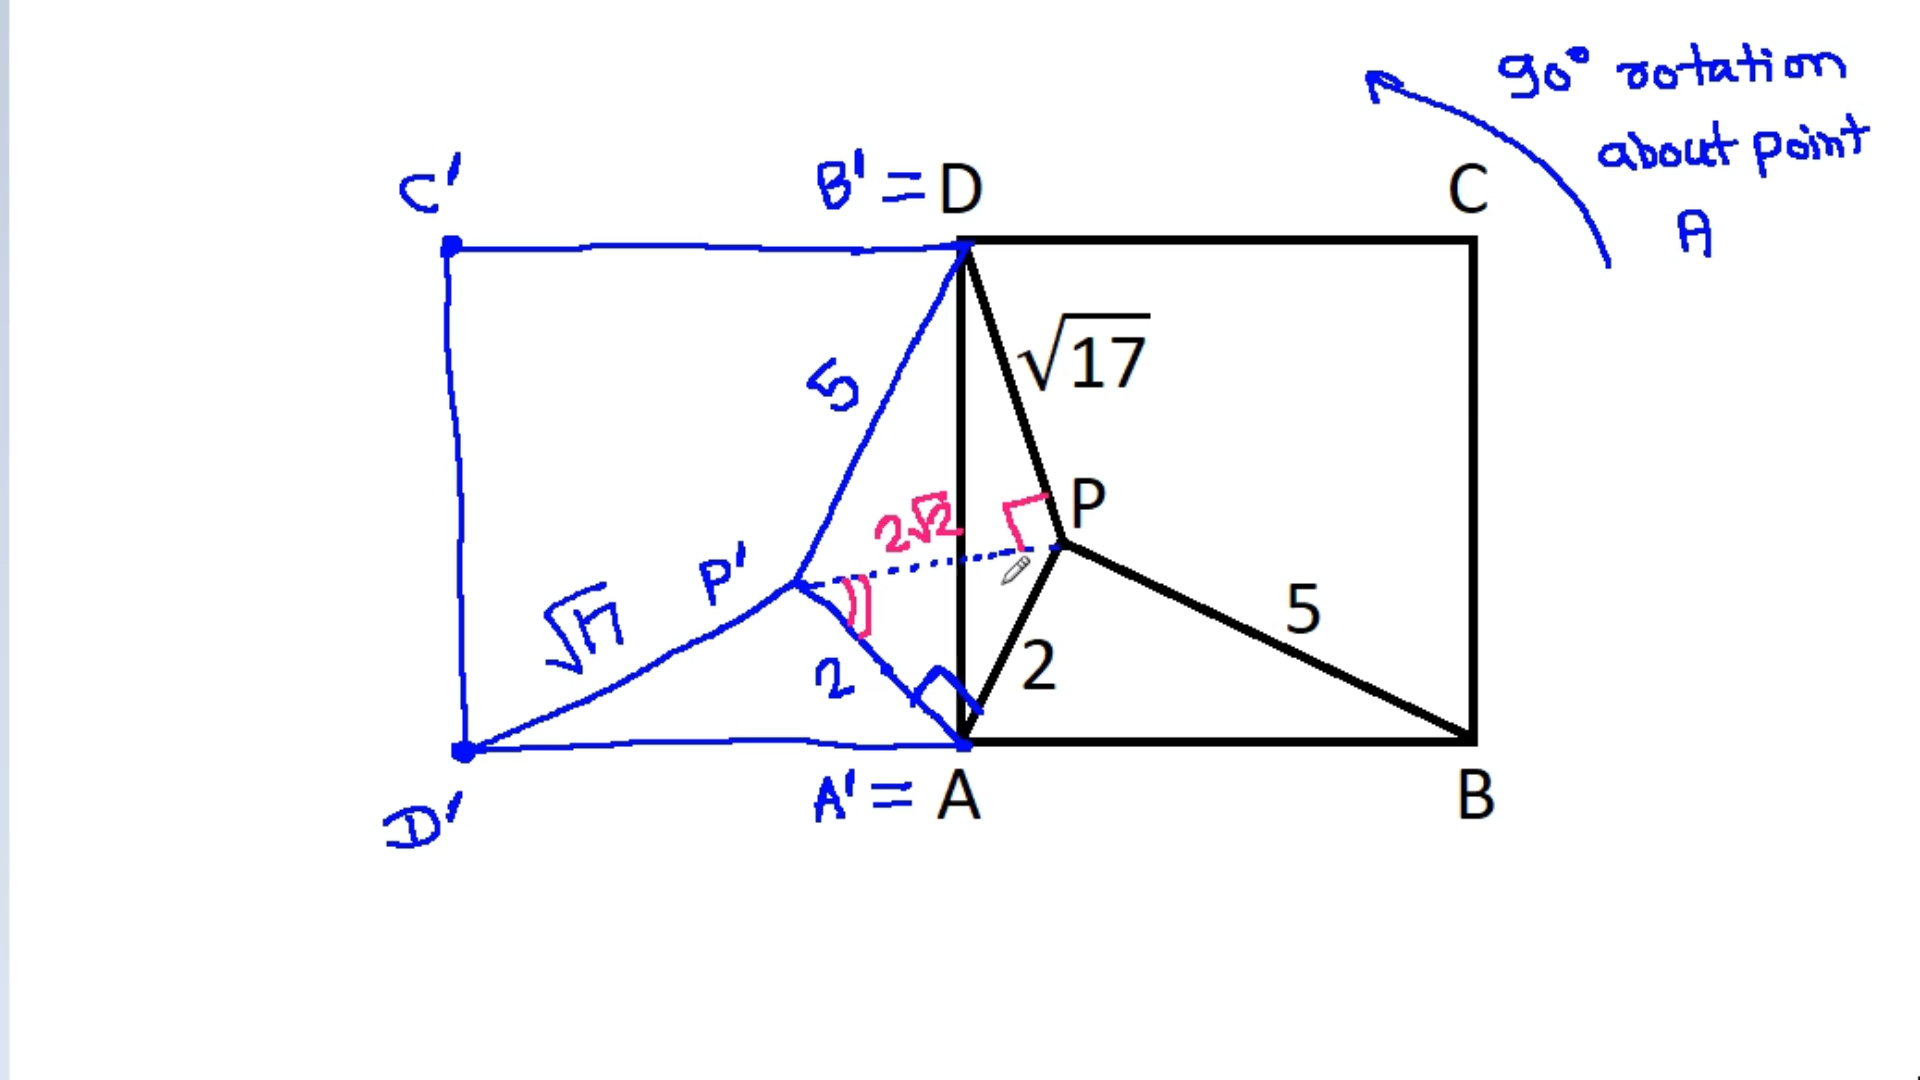 90° rotation
about point
A
C' B' = D C
√17
5
P
2√2
P'
√17 5
2 2
A' = A B
D'